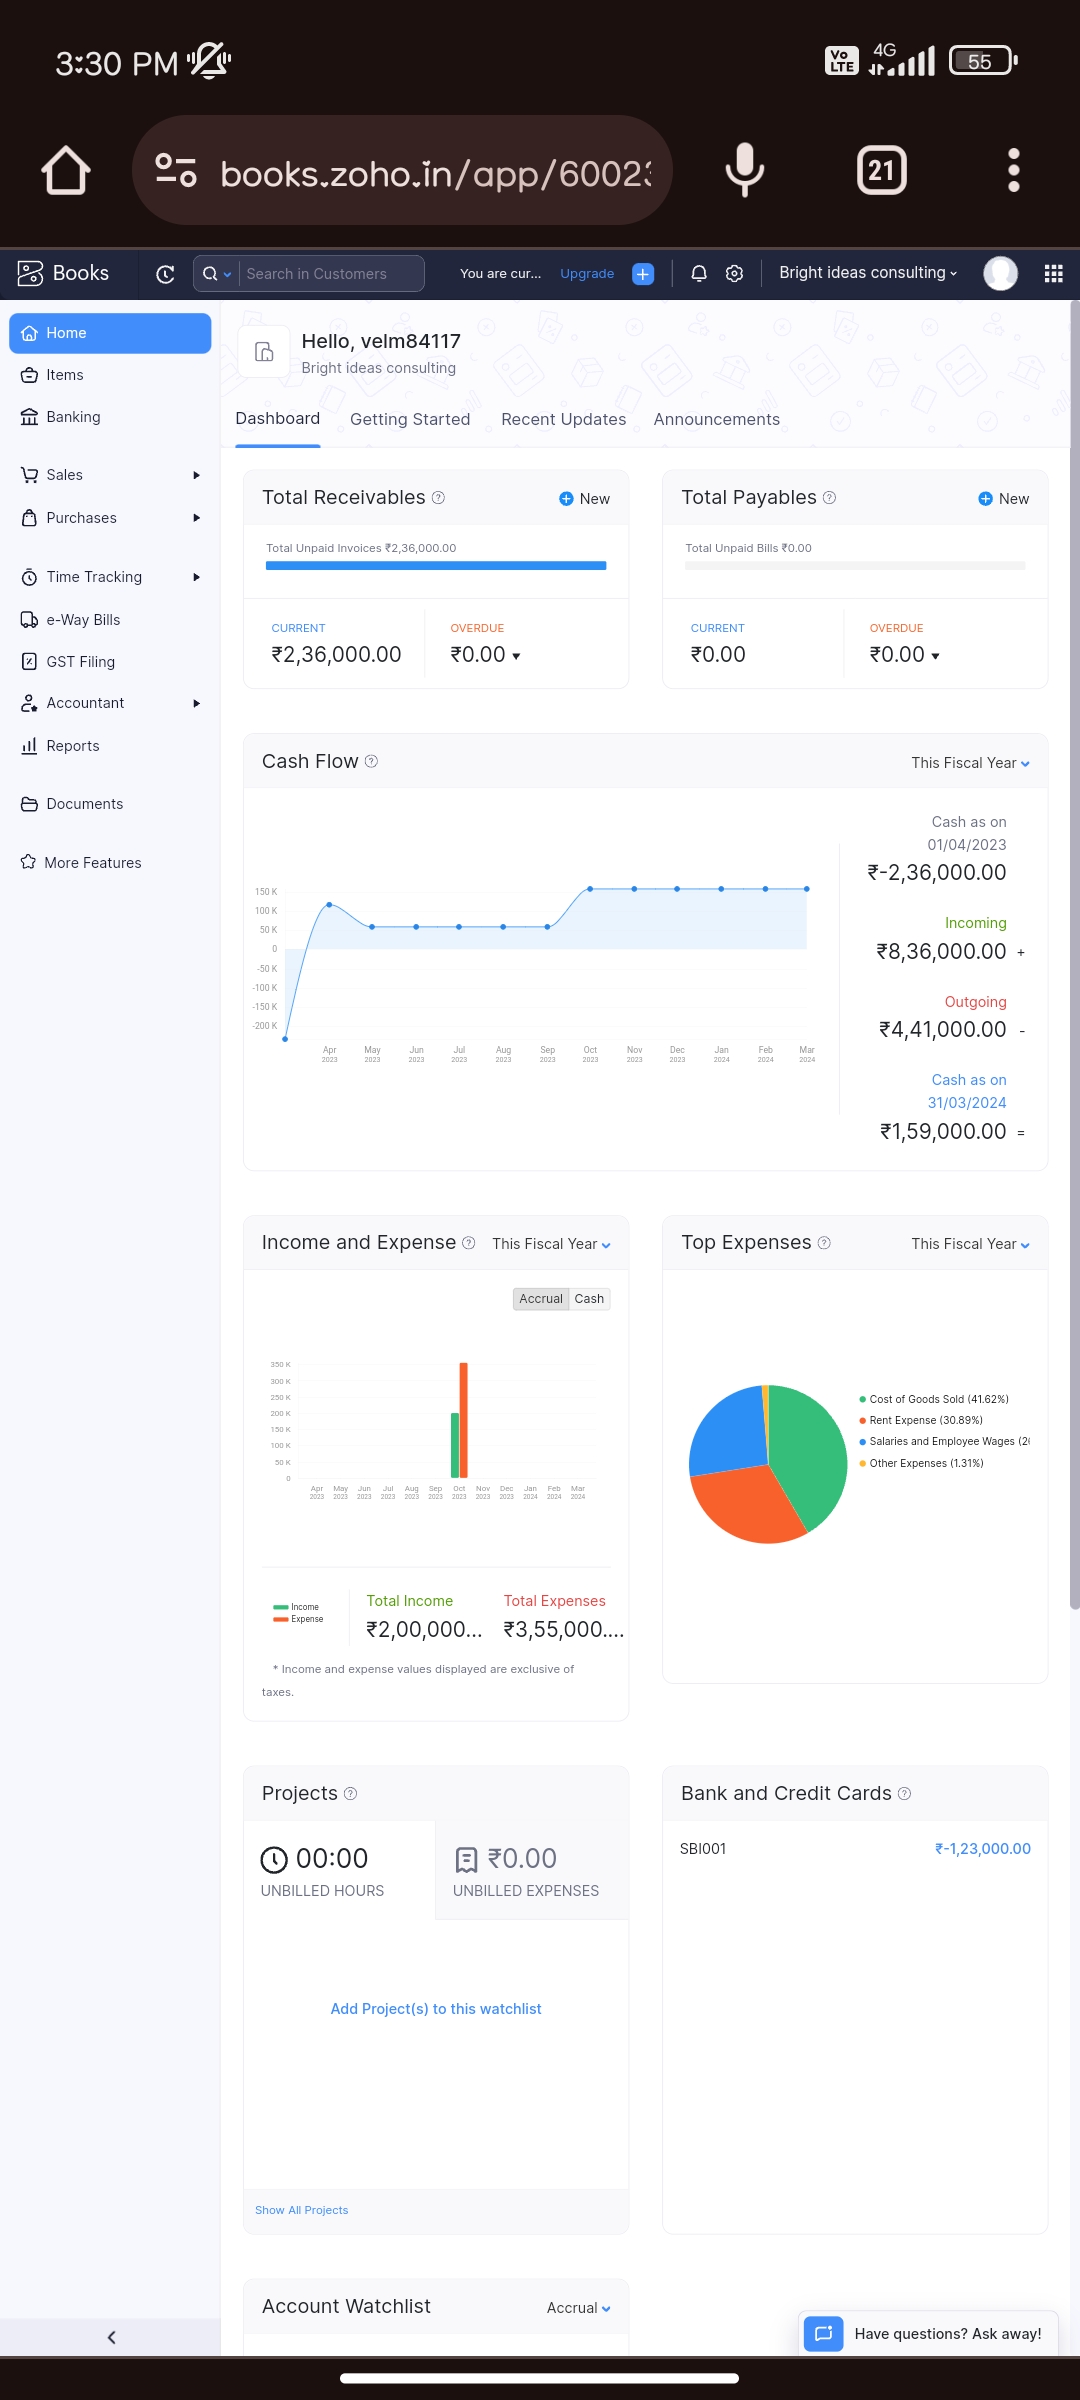 3:30 PM
Vo LTE 4G 55
books.zoho.in/app/6002
21
Books
Search in Customers
You are cur...
Upgrade
Bright ideas consulting
Home
Items
Banking
Sales
Purchases
Time Tracking
e-Way Bills
GST Filing
Accountant
Reports
Documents
More Features
Hello, velm84117
Bright ideas consulting
Dashboard Getting Started Recent Updates Announcements
Total Receivables ? New
Total Unpaid Invoices ₹2,36,000.00
CURRENT OVERDUE
₹2,36,000.00 ₹0.00
Total Payables ? New
Total Unpaid Bills ₹0.00
CURRENT OVERDUE
₹0.00 ₹0.00
Cash Flow ? This Fiscal Year
150 K
100 K
50 K
0
-50 K
-100 K
-150 K
-200 K
Apr May Jun Jul Aug Sep Oct Nov Dec Jan Feb Mar
2023 2023 2023 2023 2023 2023 2023 2023 2023 2024 2024 2024
Cash as on
01/04/2023
₹-2,36,000.00
Incoming
₹8,36,000.00 +
Outgoing
₹4,41,000.00 -
Cash as on
31/03/2024
₹1,59,000.00 =
Income and Expense ? This Fiscal Year
Accrual Cash
350 K
300 K
250 K
200 K
150 K
100 K
50 K
0
Apr May Jun Jul Aug Sep Oct Nov Dec Jan Feb Mar
2023 2023 2023 2023 2023 2023 2023 2023 2023 2024 2024 2024
Income
Expense
Total Income Total Expenses
₹2,00,000... ₹3,55,000....
* Income and expense values displayed are exclusive of
taxes.
Top Expenses ? This Fiscal Year
Cost of Goods Sold (41.62%)
Rent Expense (30.89%)
Salaries and Employee Wages (2
Other Expenses (1.31%)
Projects ?
00:00 ₹0.00
UNBILLED HOURS UNBILLED EXPENSES
Add Project(s) to this watchlist
Show All Projects
Bank and Credit Cards ?
SBI001 ₹-1,23,000.00
Account Watchlist Accrual
Have questions? Ask away!